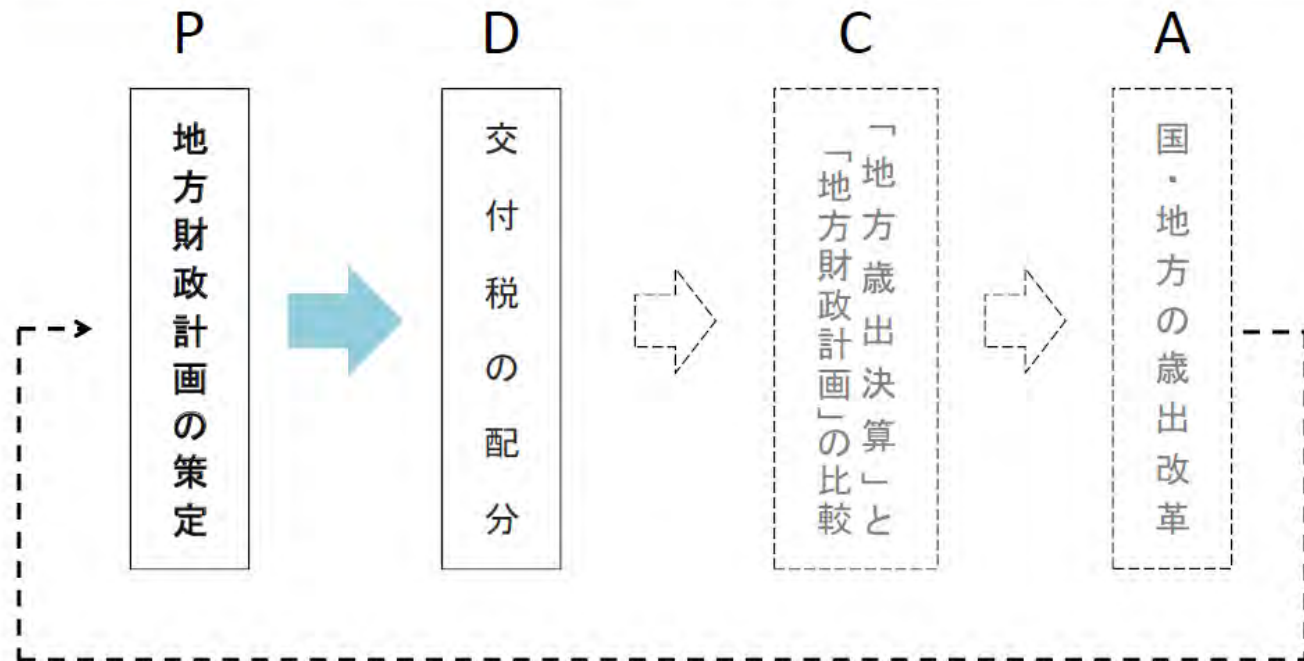 P
地方財政計画の策定
D
交付税の配分
C
「地方歳出決算」と
「地方財政計画」の比較
A
国・地方の歳出改革